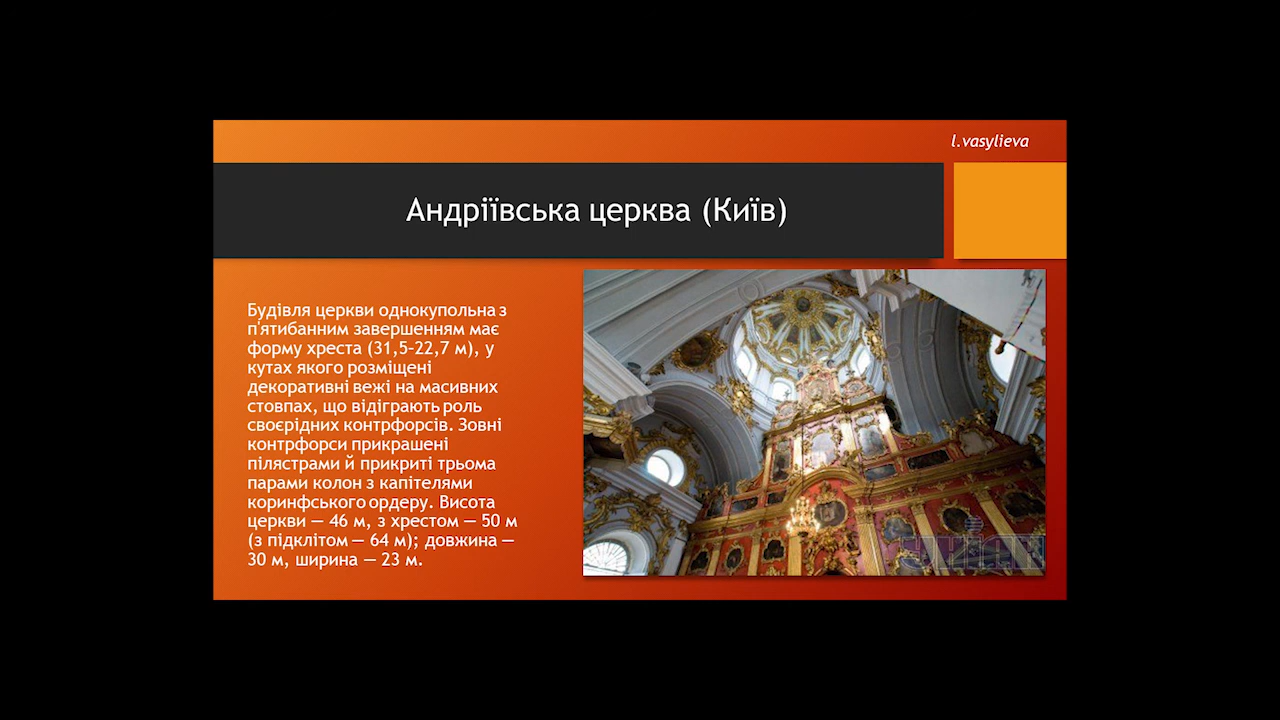 l.vasylieva
Андріївська церква (Київ)
Будівля церкви однокупольна з
п'ятибанним завершенням має
форму хреста (31,5–22,7 м), у
кутах якого розміщені
декоративні вежі на масивних
стовпах, що відіграють роль
своєрідних контрфорсів. Зовні
контрфорси прикрашені
пілястрами й прикриті трьома
парами колон з капітелями
коринфського ордеру. Висота
церкви — 46 м, з хрестом — 50 м
(з підклітом — 64 м); довжина —
30 м, ширина — 23 м.
УНІАН